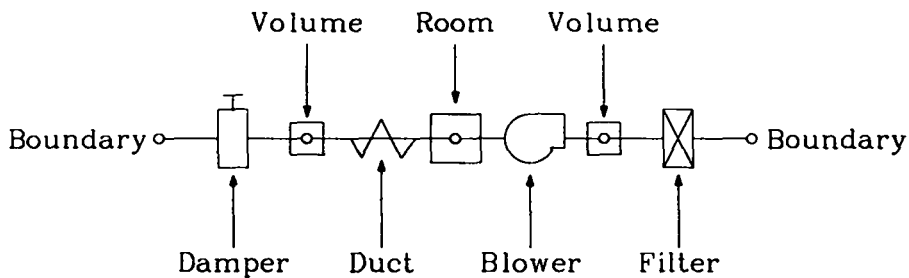 Volume Room Volume
Boundary Boundary
Damper Duct Blower Filter